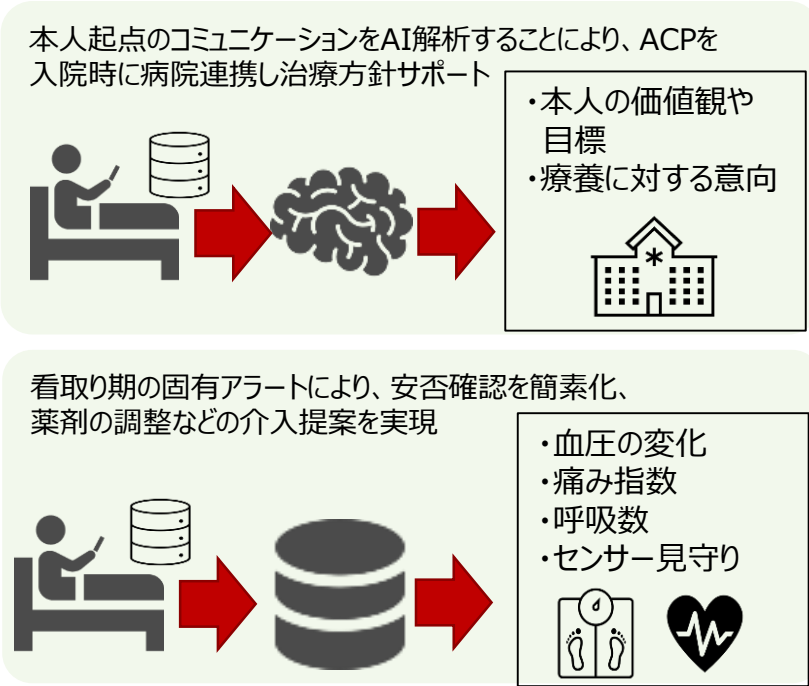 本人起点のコミュニケーションをAI解析することにより、ACPを
入院時に病院連携し治療方針サポート
・本人の価値観や
目標
・療養に対する意向
看取り期の固有アラートにより、安否確認を簡素化、
薬剤の調整などの介入提案を実現
・血圧の変化
・痛み指数
・呼吸数
・センサー見守り